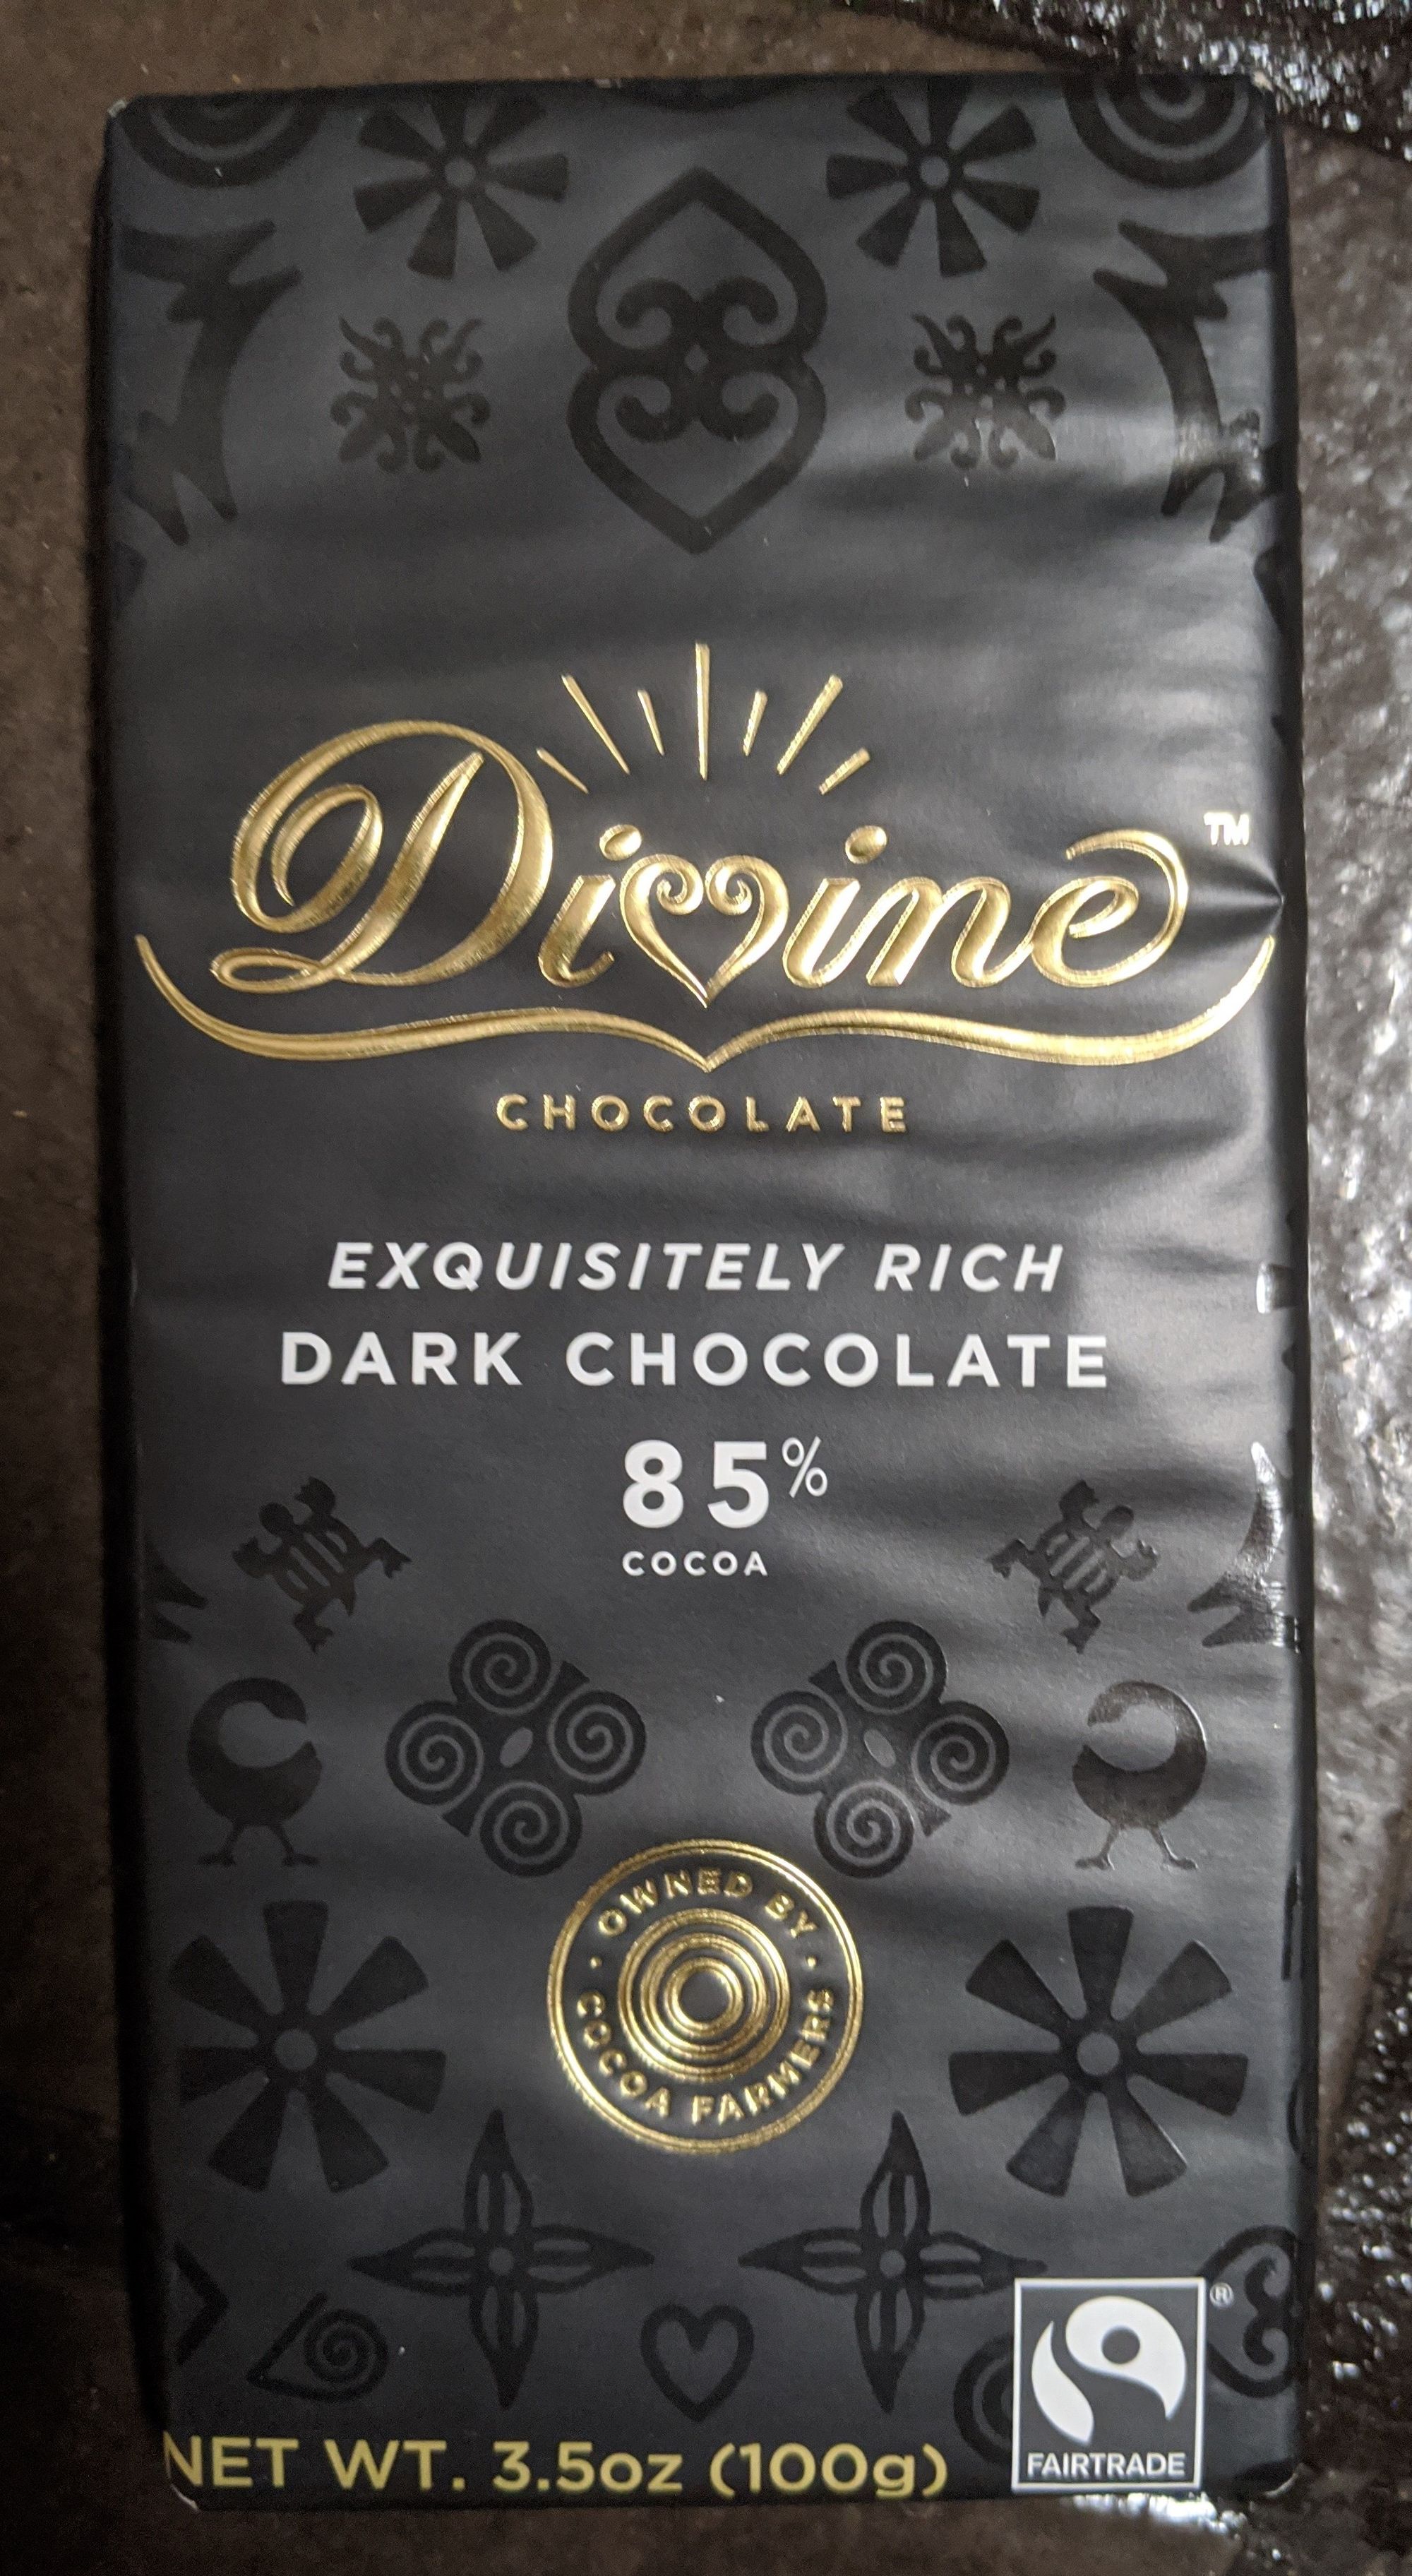 Divine™
CHOCOLATE
EXQUISITELY RICH
DARK CHOCOLATE
85%
COCOA
OWNED BY
COCOA FARMERS
®
FAIRTRADE
NET WT. 3.5oz (100g)